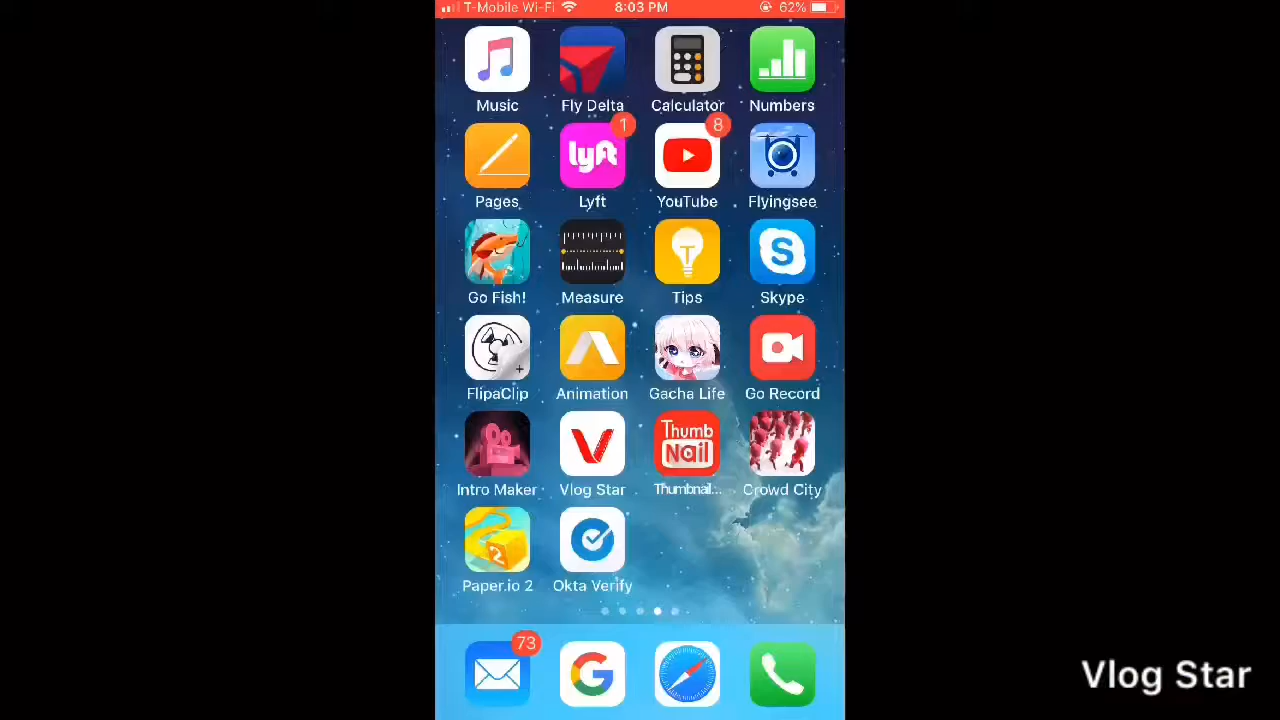 T-Mobile Wi-Fi 8:03 PM 62%
Music Fly Delta Calculator Numbers
1 8
lyft
Pages Lyft YouTube Flyingsee
T S
Go Fish! Measure Tips Skype
FlipaClip Animation Gacha Life Go Record
Thumb
Nail
Intro Maker Vlog Star Thumbnail... Crowd City
2
Paper.io 2 Okta Verify
73
G
Vlog Star